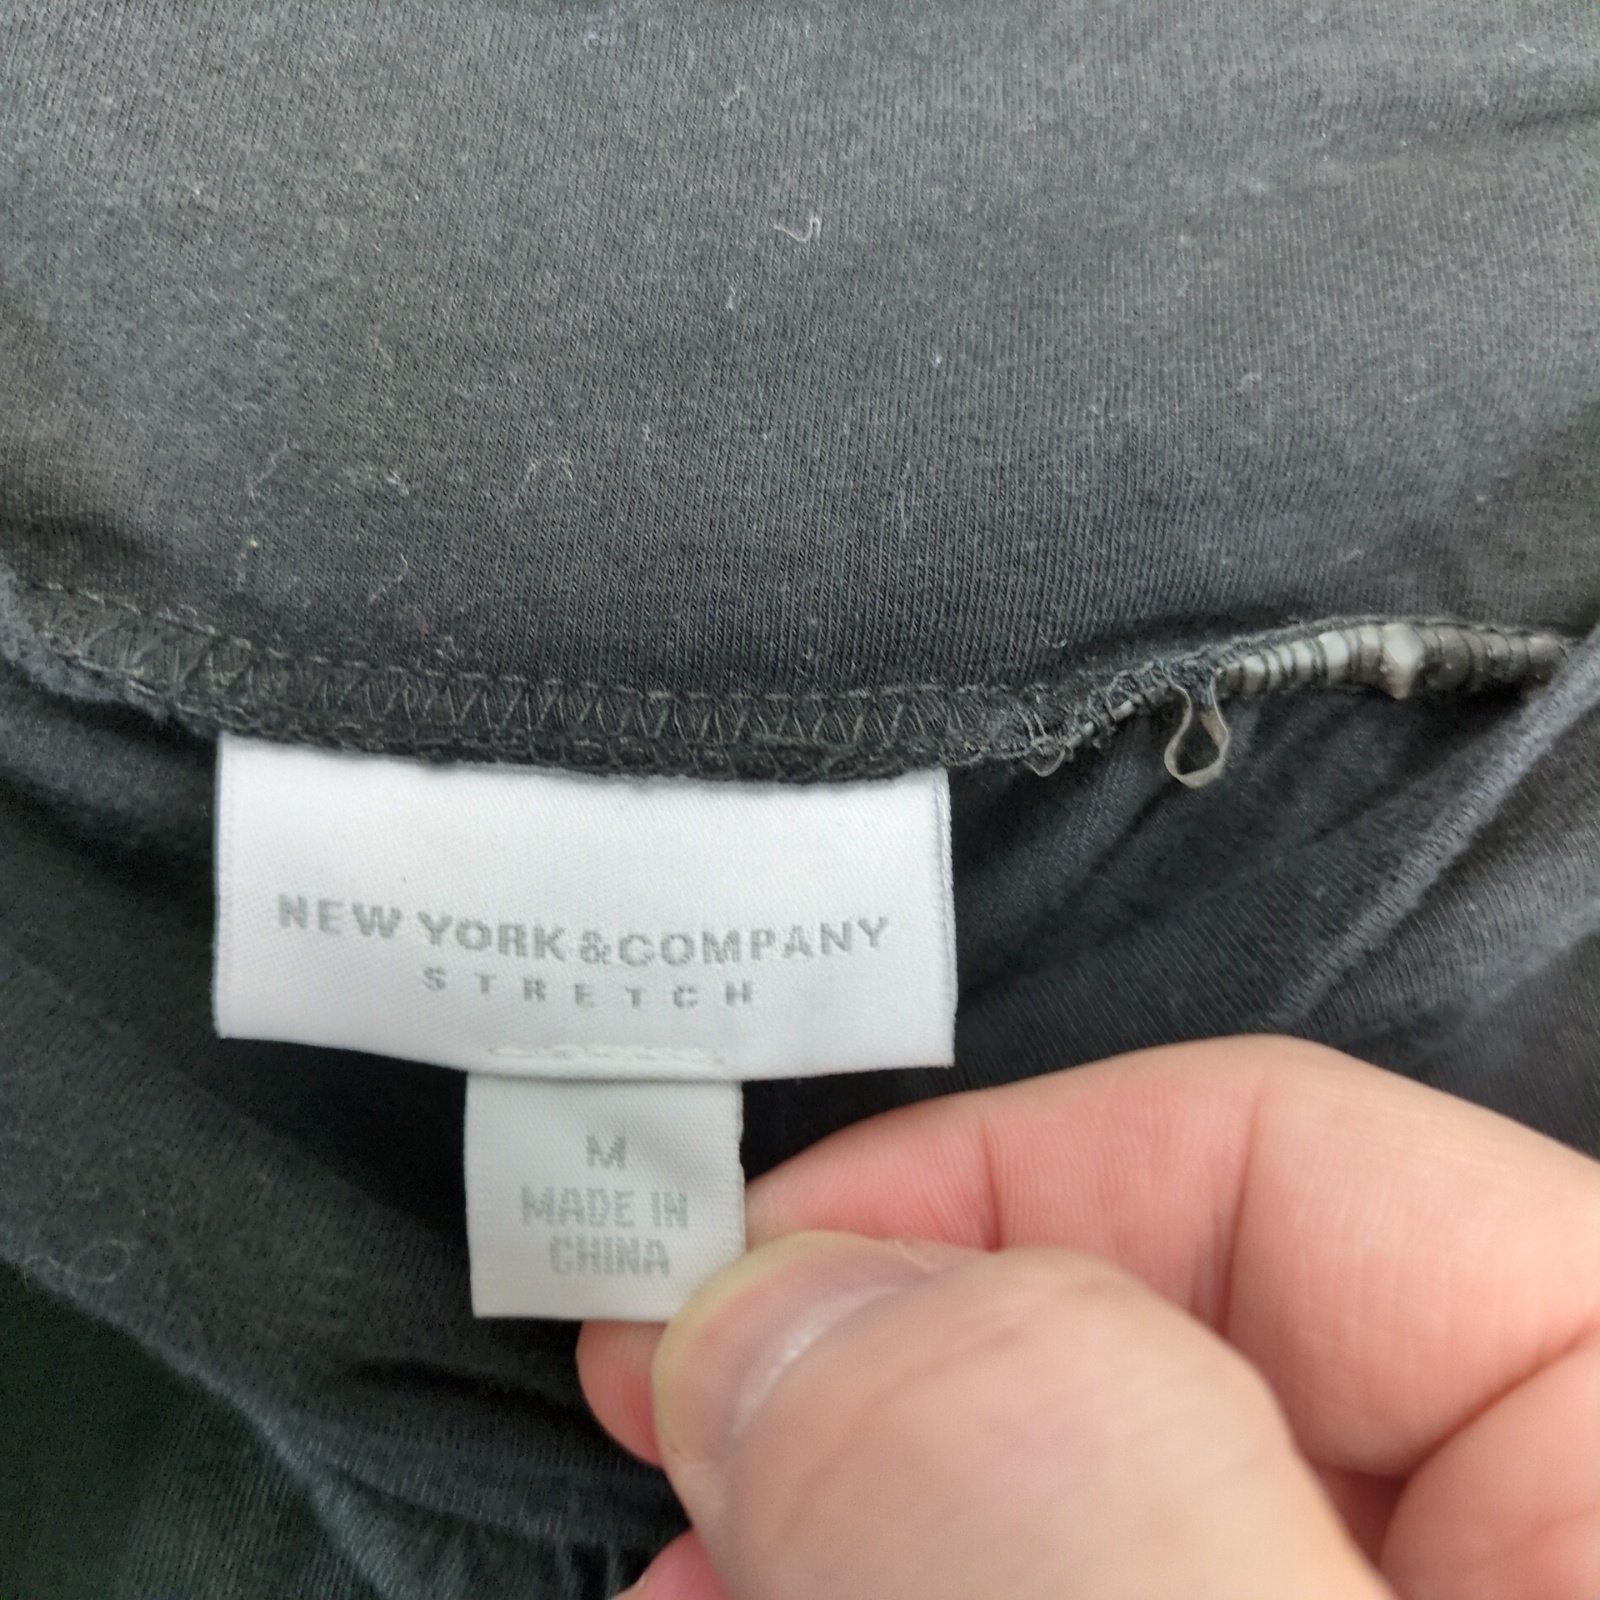 NEW YORK & COMPANY
STRETCH
M
MADE IN
CHINA